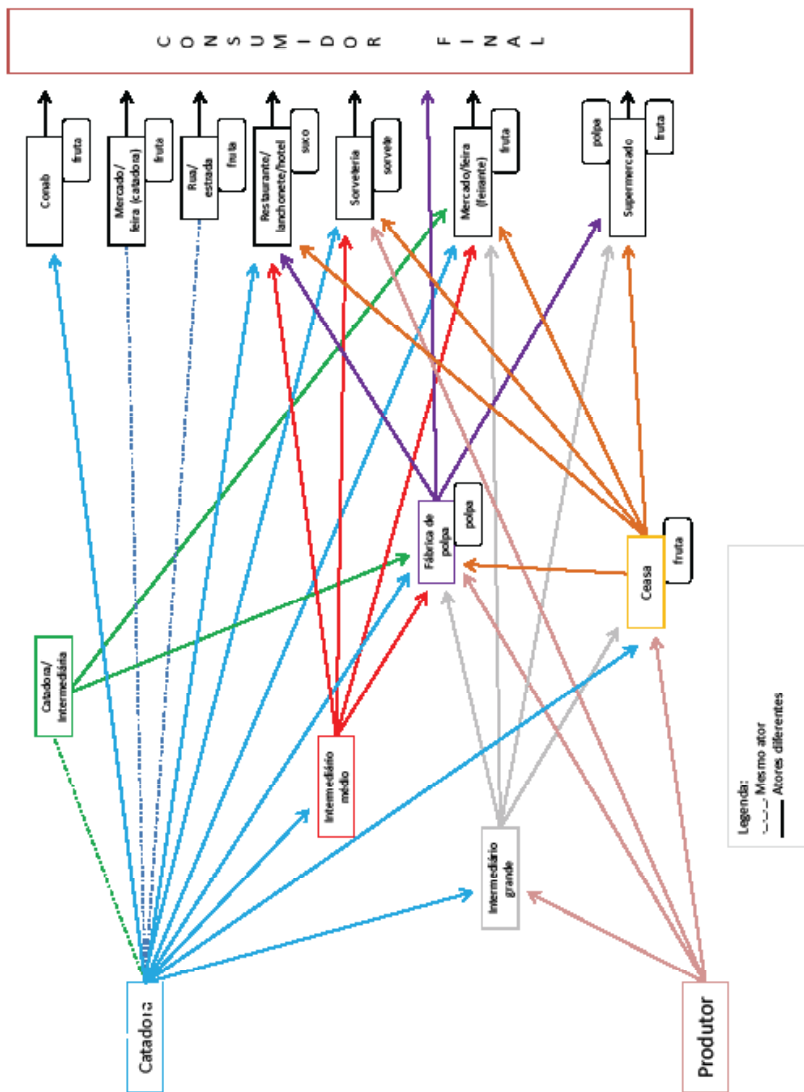 CONSUMIDOR FINAL
Conab
fruta
Mercado/
feira (catadora)
fruta
Rua/
estrada
fruta
Restaurante/
lanchonete/hotel
suco
Sorveteria
sorvete
Mercado/feira
(feirante)
fruta
polpa
Supermercado
fruta
Catadora/
Intermediária
Fábrica de
polpa
polpa
Ceasa
fruta
Intermediário
médio
Intermediário
grande
Catadora
Produtor
Legenda:
Mesmo ator
Atores diferentes